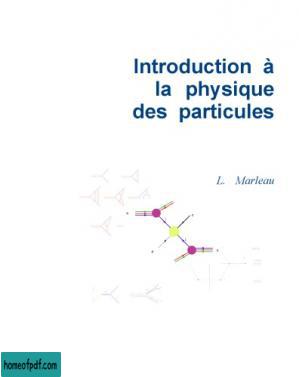 Introduction à
la physique
des particules
L. Marleau
homeofpdf.com